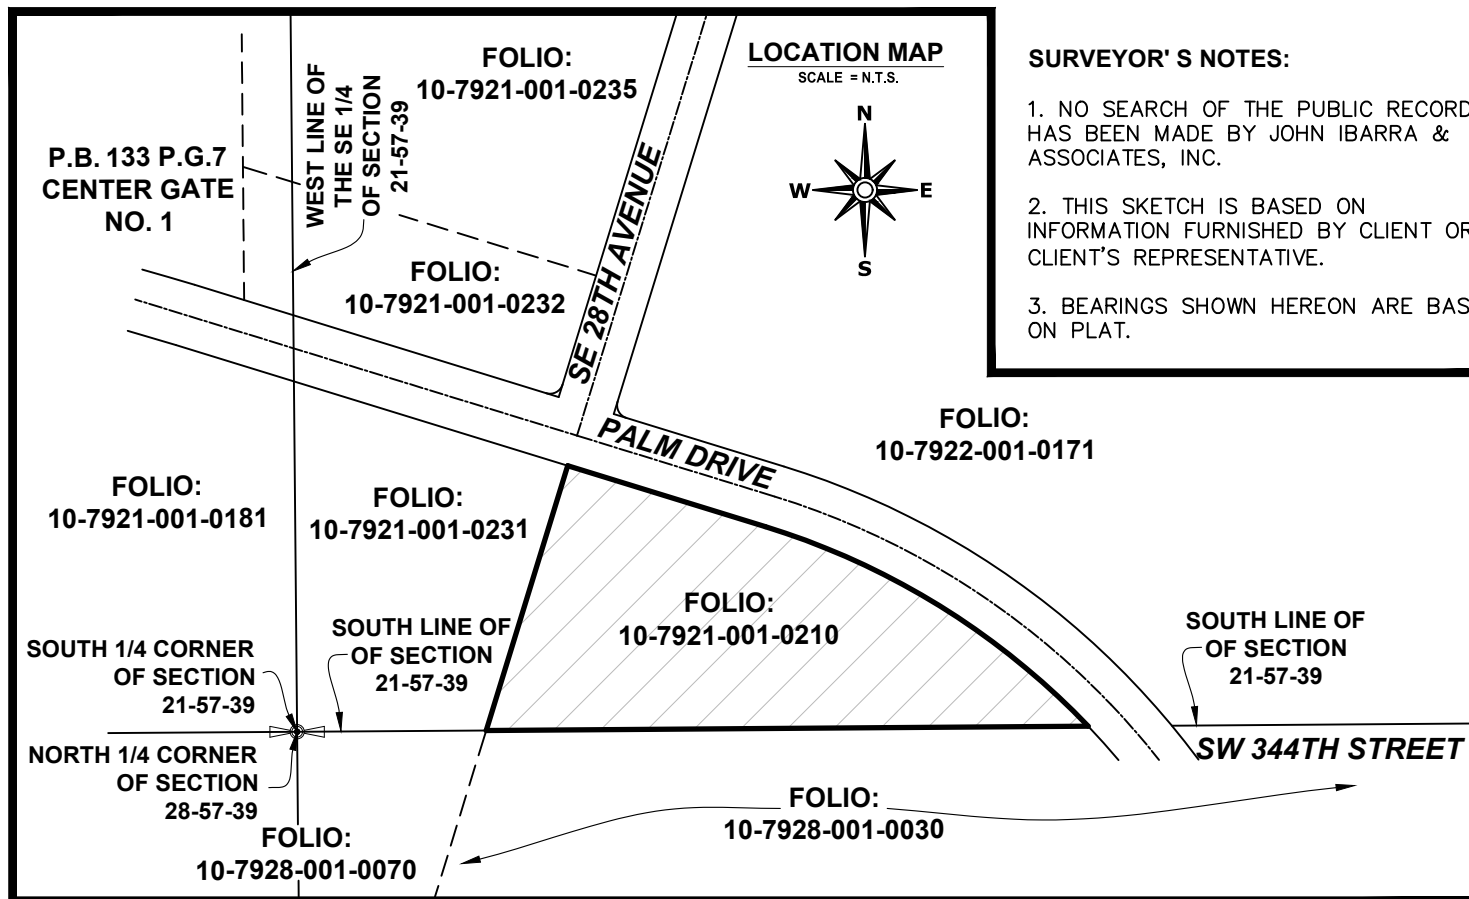 LOCATION MAP
SCALE = N.T.S.
N
W
E
S
SURVEYOR' S NOTES:
1. NO SEARCH OF THE PUBLIC RECORD
HAS BEEN MADE BY JOHN IBARRA &
ASSOCIATES, INC.
2. THIS SKETCH IS BASED ON
INFORMATION FURNISHED BY CLIENT OR
CLIENT'S REPRESENTATIVE.
3. BEARINGS SHOWN HEREON ARE BAS
ON PLAT.
FOLIO:
10-7921-001-0235
WEST LINE OF
THE SE 1/4
OF SECTION
21-57-39
P.B. 133 P.G.7
CENTER GATE
NO. 1
FOLIO:
10-7921-001-0232
SE 28TH AVENUE
PALM DRIVE
FOLIO:
10-7922-001-0171
FOLIO:
10-7921-001-0181
FOLIO:
10-7921-001-0231
FOLIO:
10-7921-001-0210
SOUTH 1/4 CORNER
OF SECTION
21-57-39
SOUTH LINE OF
OF SECTION
21-57-39
SOUTH LINE OF
OF SECTION
21-57-39
SW 344TH STREET
NORTH 1/4 CORNER
OF SECTION
28-57-39
FOLIO:
10-7928-001-0070
FOLIO:
10-7928-001-0030